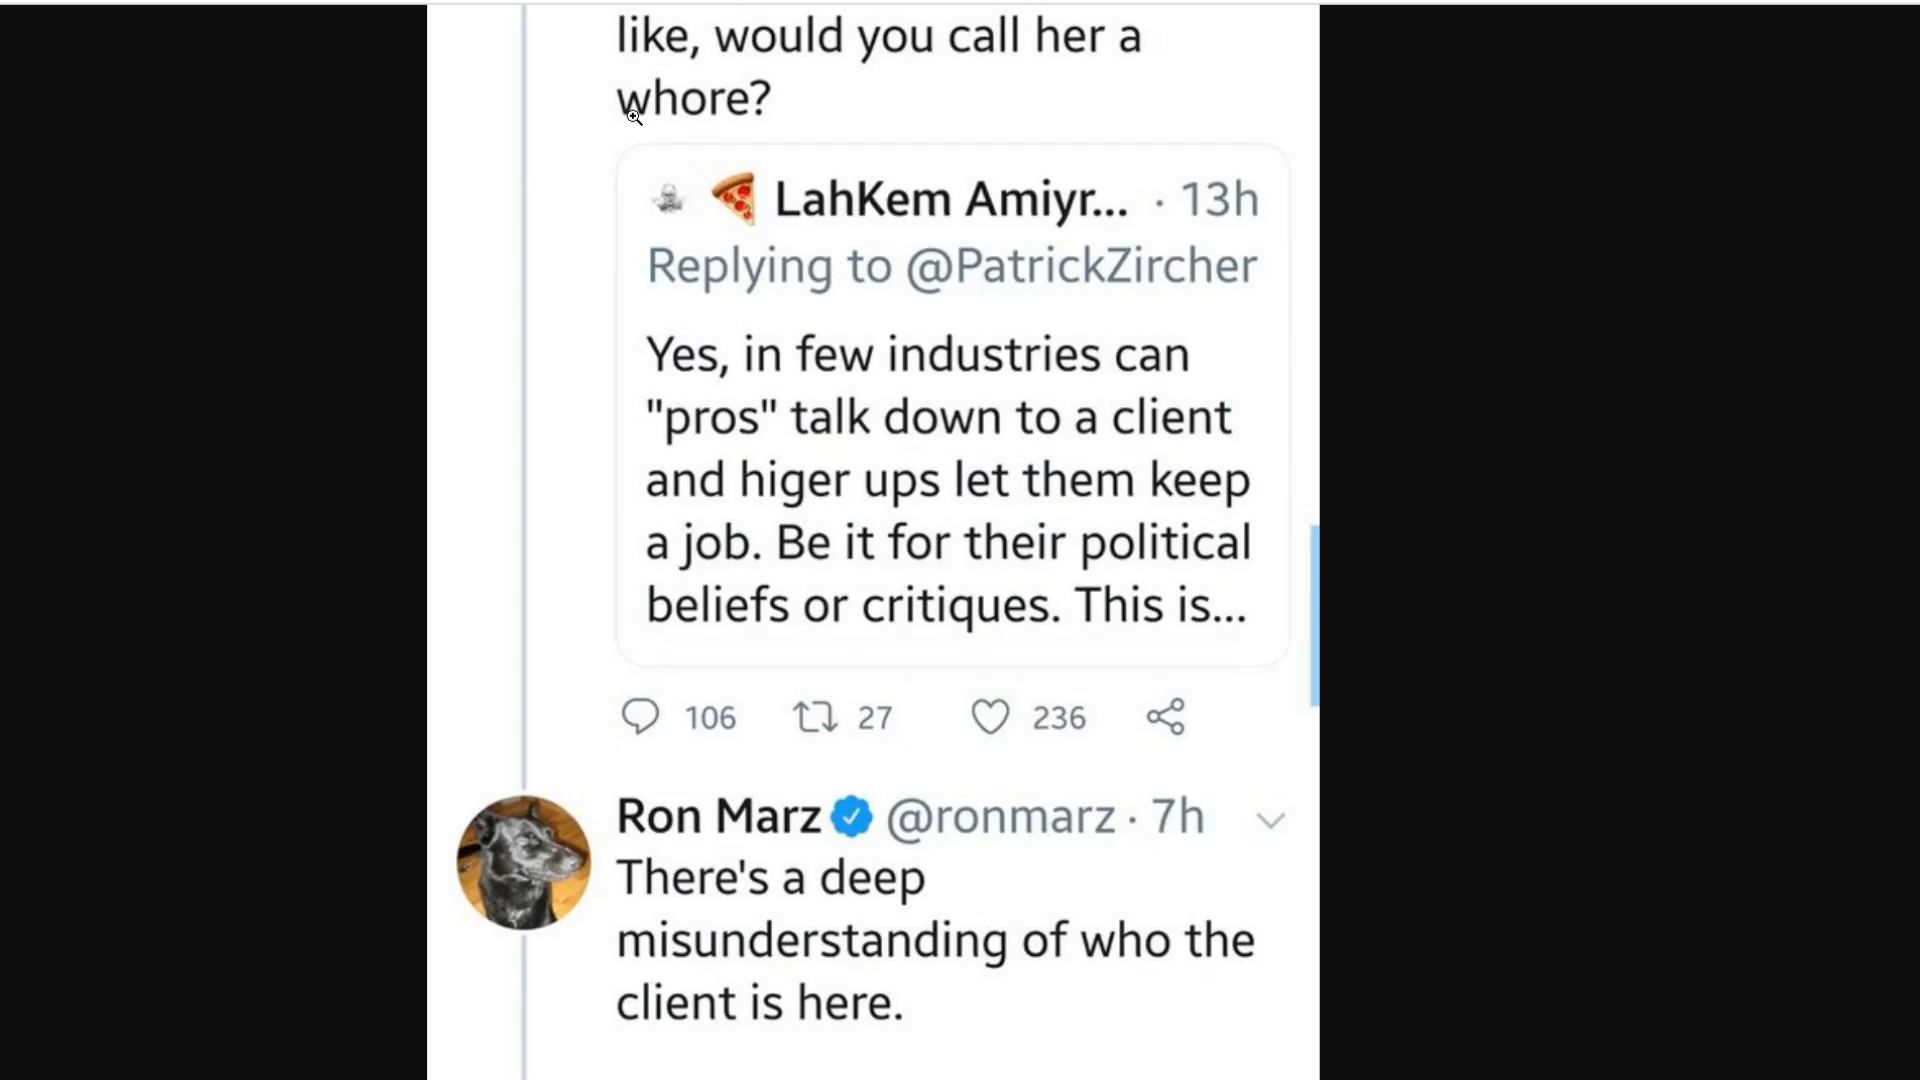 like, would you call her a
whore?
LahKem Amiyr... · 13h
Replying to @PatrickZircher
Yes, in few industries can
"pros" talk down to a client
and higer ups let them keep
a job. Be it for their political
beliefs or critiques. This is...
106 27 236
Ron Marz @ronmarz · 7h
There's a deep
misunderstanding of who the
client is here.